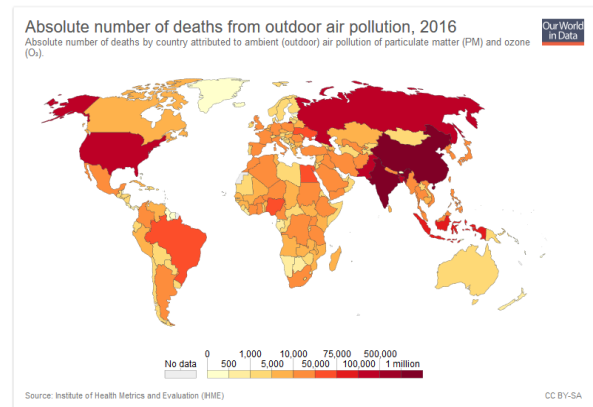 Absolute number of deaths from outdoor air pollution, 2016
Absolute number of deaths by country attributed to ambient (outdoor) air pollution of particulate matter (PM) and ozone
(O₃).
Our World
in Data
0 1,000 10,000 75,000 500,000
No data 500 5,000 50,000 100,000 1 million
Source: Institute of Health Metrics and Evaluation (IHME)
CC BY-SA